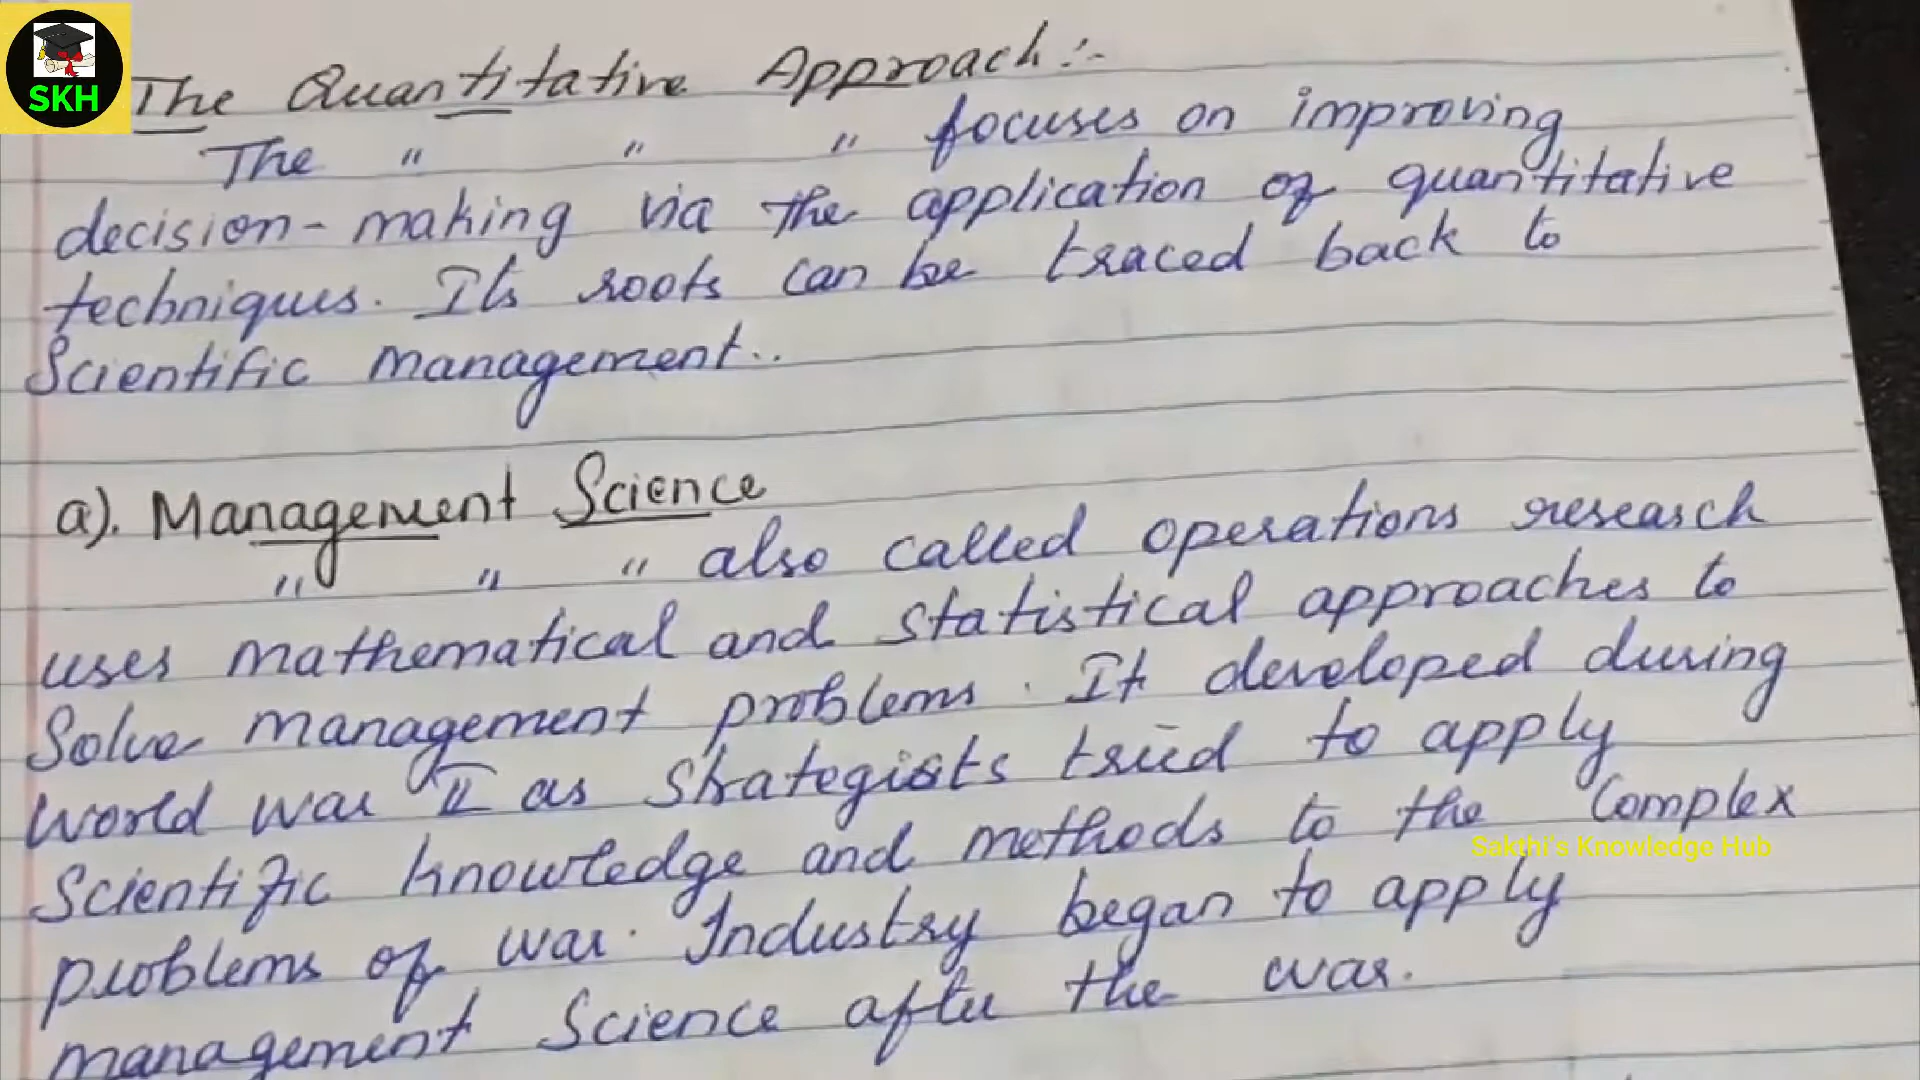 SKH
The Quantitative Approach:-
The " " " focuses on improving
decision-making via the application of quantitative
techniques. Its roots can be traced back to
Scientific management..
a). Management Science
" " " also called operations research
uses mathematical and statistical approaches to
Solve management problems. It developed during
World War II as Strategists tried to apply
Scientific knowledge and methods to the Complex
Sakthi's Knowledge Hub
problems of war. Industry began to apply
management Science after the war.